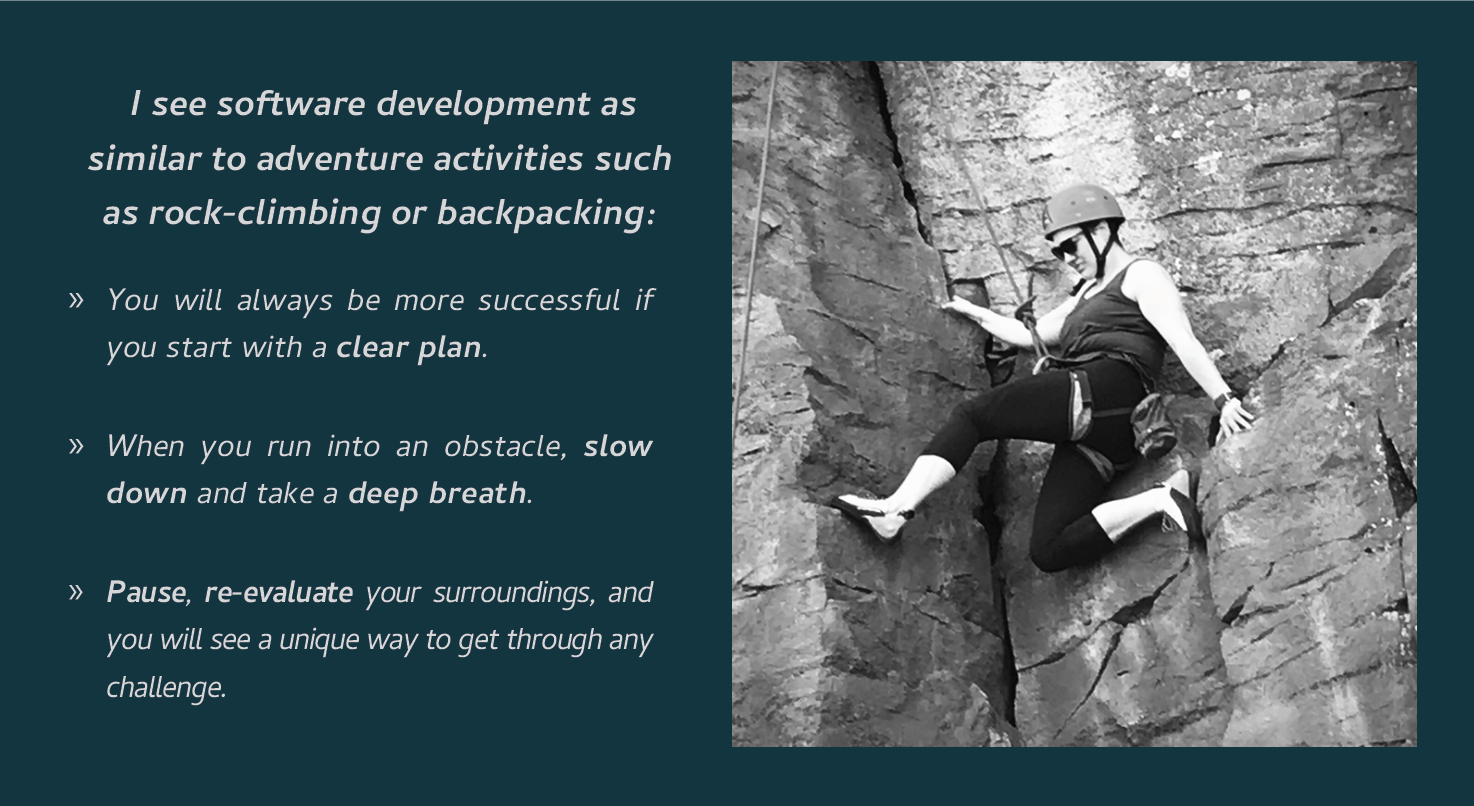 I see software development as
similar to adventure activities such
as rock-climbing or backpacking:
» You will always be more successful if
you start with a clear plan.
» When you run into an obstacle, slow
down and take a deep breath.
» Pause, re-evaluate your surroundings, and
you will see a unique way to get through any
challenge.